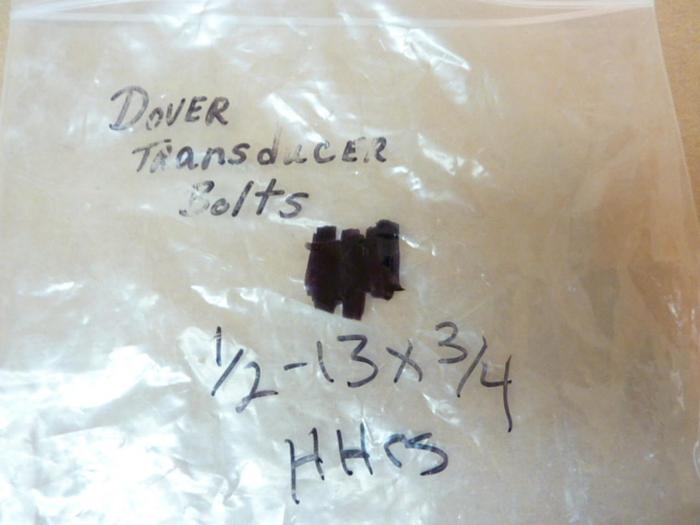 DOVER
TRansducER
Bolts
1/2-13x3/4
HHCS